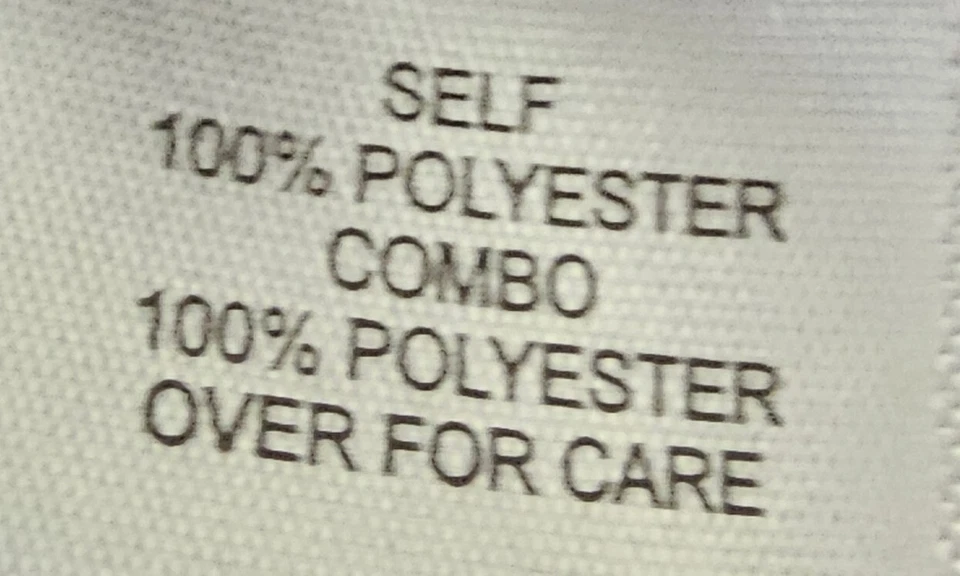 SELF
100% POLYESTER
COMBO
100% POLYESTER
OVER FOR CARE